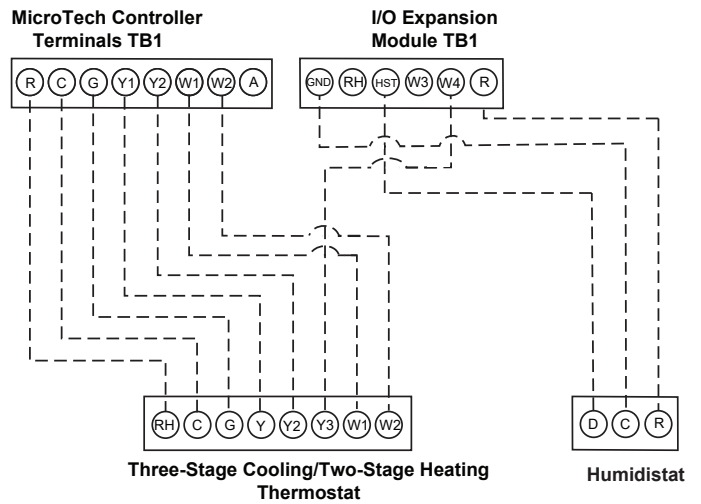 MicroTech Controller
Terminals TB1
I/O Expansion
Module TB1
R C G Y1 Y2 W1 W2 A
GND RH HST W3 W4 R
RH C G Y Y2 Y3 W1 W2
D C R
Three-Stage Cooling/Two-Stage Heating
Thermostat
Humidistat